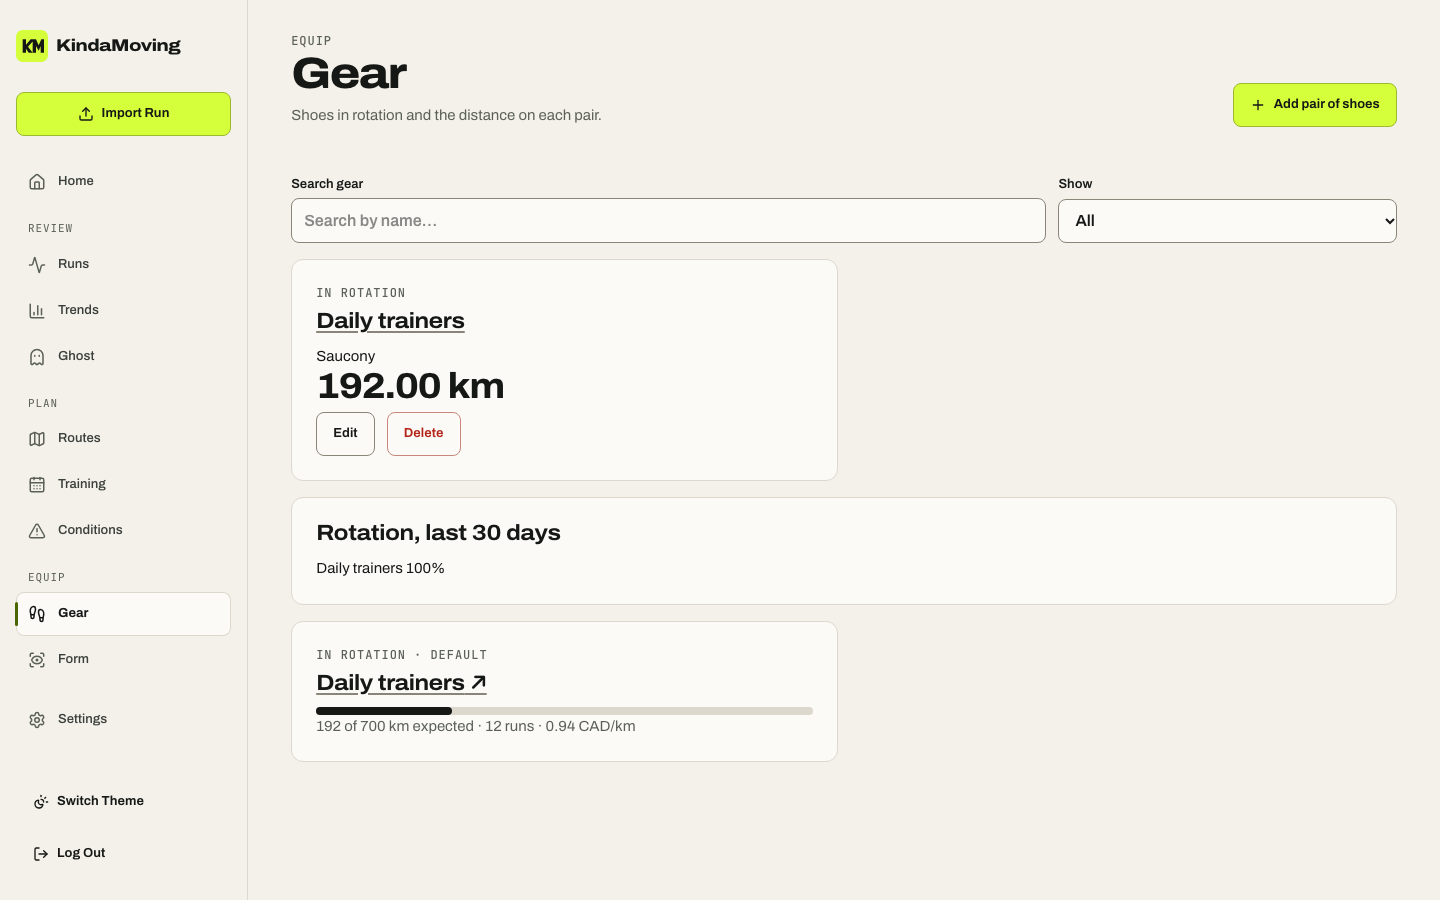 KM KindaMoving
Import Run
Home
REVIEW
Runs
Trends
Ghost
PLAN
Routes
Training
Conditions
EQUIP
Gear
Form
Settings
Switch Theme
Log Out
EQUIP
Gear
Shoes in rotation and the distance on each pair.
Add pair of shoes
Search gear
Search by name...
Show
All
IN ROTATION
Daily trainers
Saucony
192.00 km
Edit
Delete
Rotation, last 30 days
Daily trainers 100%
IN ROTATION · DEFAULT
Daily trainers ↗
192 of 700 km expected · 12 runs · 0.94 CAD/km